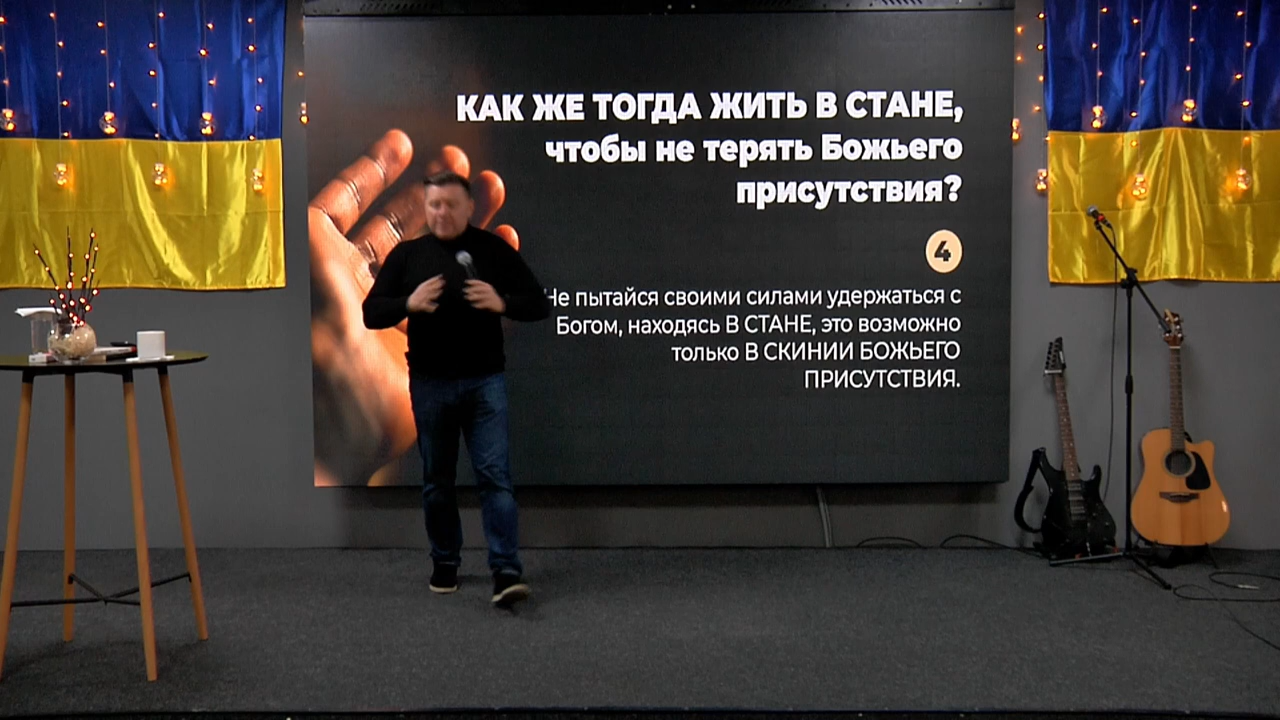 КАК ЖЕ ТОГДА ЖИТЬ В СТАНЕ,
чтобы не терять Божьего
присутствия?
4
Не пытайся своими силами удержаться с
Богом, находясь В СТАНЕ, это возможно
только В СКИНИИ БОЖЬЕГО
ПРИСУТСТВИЯ.